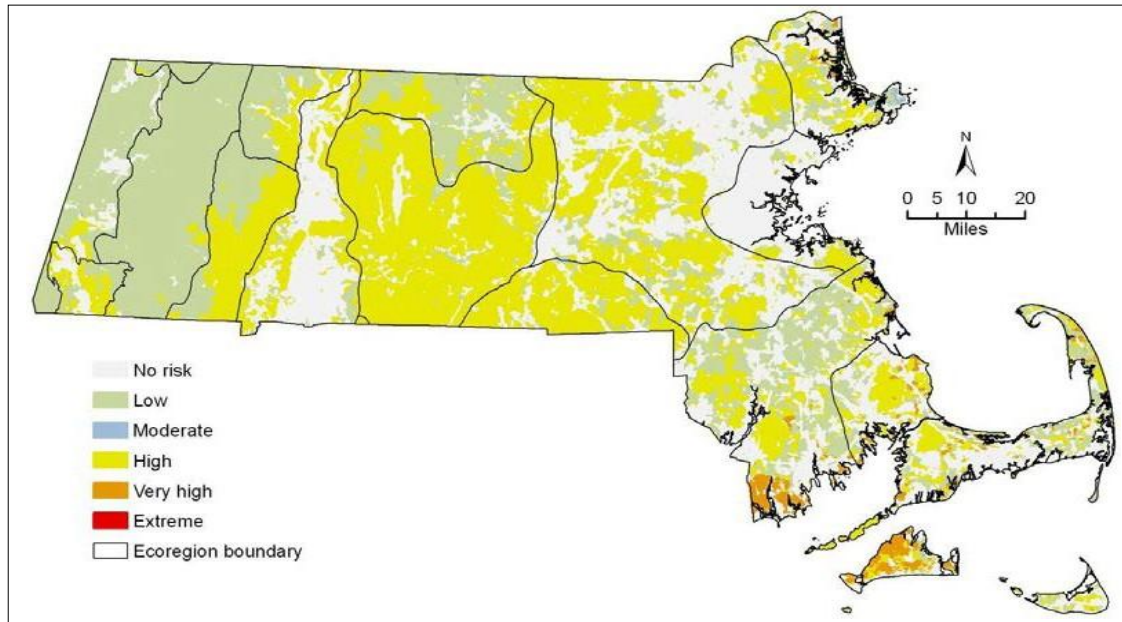 N
0 5 10 20
Miles
No risk
Low
Moderate
High
Very high
Extreme
Ecoregion boundary